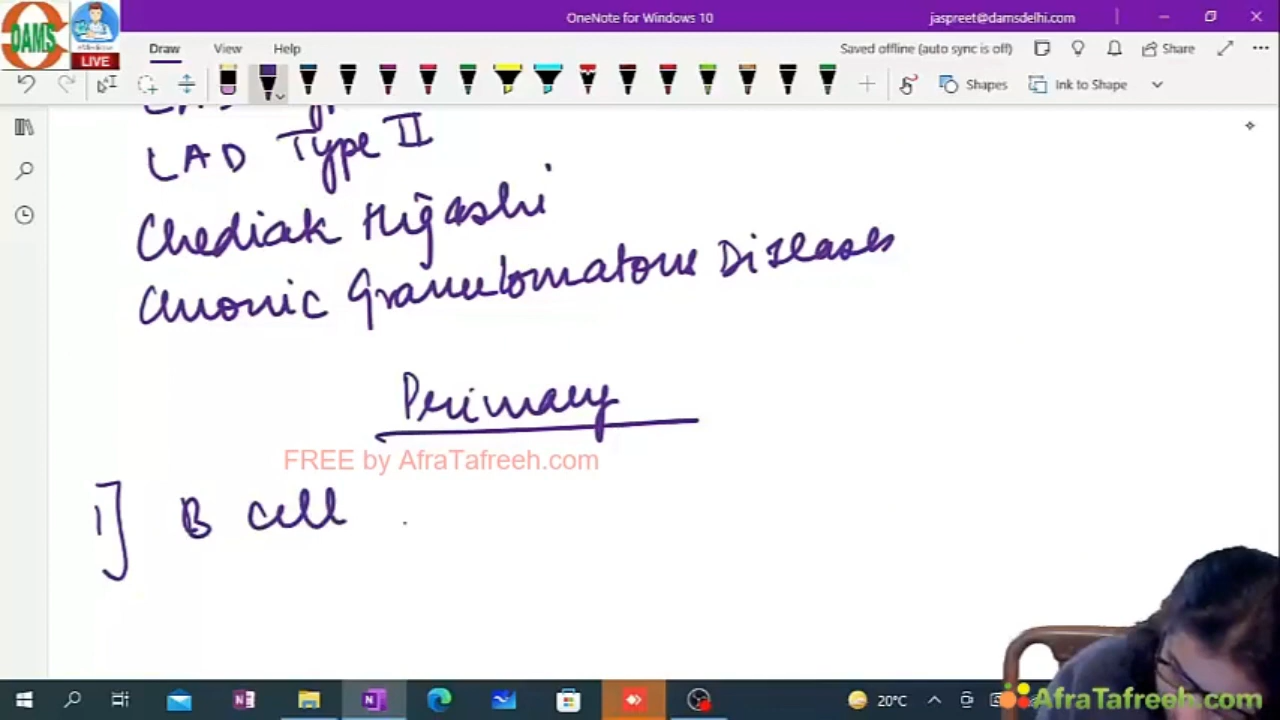 DAMS
eMedicoz
LIVE
OneNote for Windows 10
jaspreet@damsdelhi.com
Draw View Help
Saved offline (auto sync is off)
Share
Shapes
Ink to Shape
LAD Type II
Chediak Higashi
Chronic Granulomatous Diseases
Primary
FREE by AfraTafreeh.com
1] B cell
20°C
AfraTafreeh.com